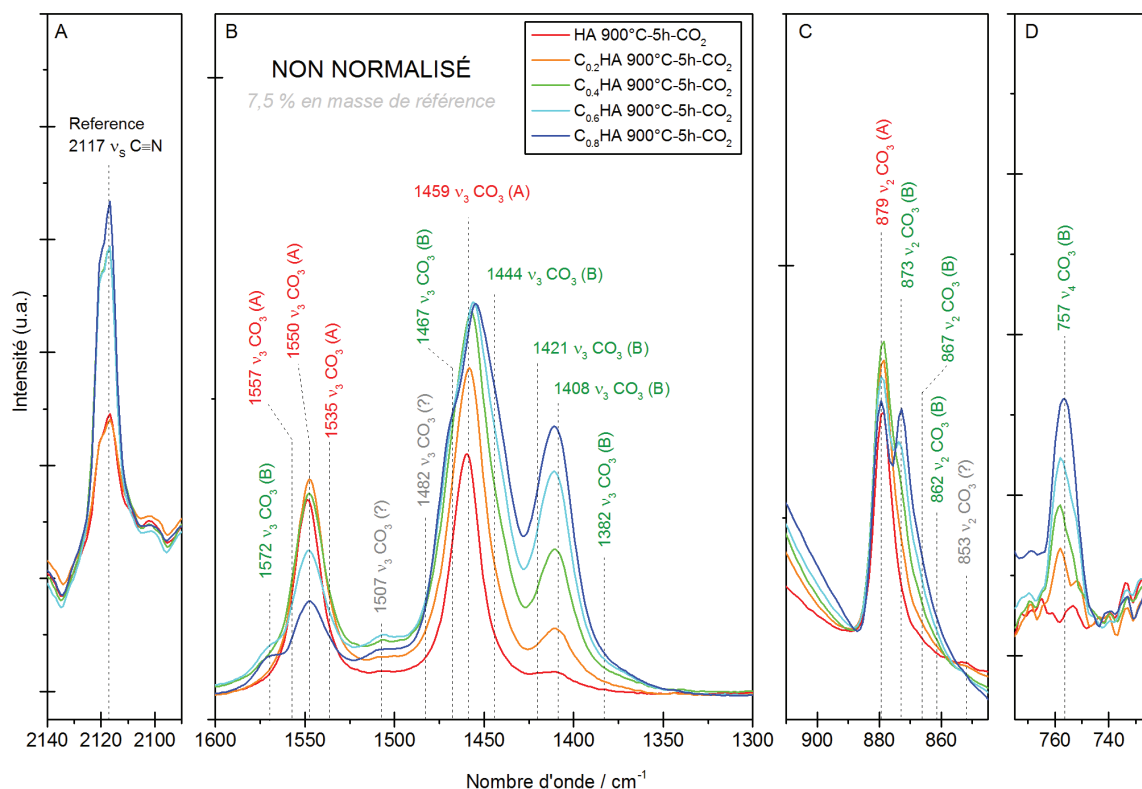 A
B
C
D
NON NORMALISÉ
7,5 % en masse de référence
HA 900°C-5h-CO₂
C₀.₂HA 900°C-5h-CO₂
C₀.₄HA 900°C-5h-CO₂
C₀.₆HA 900°C-5h-CO₂
C₀.₈HA 900°C-5h-CO₂
Reference
2117 νS C≡N
1572 ν₃ CO₃ (B)
1557 ν₃ CO₃ (A)
1550 ν₃ CO₃ (A)
1535 ν₃ CO₃ (A)
1507 ν₃ CO₃ (?)
1482 ν₃ CO₃ (?)
1467 ν₃ CO₃ (B)
1459 ν₃ CO₃ (A)
1444 ν₃ CO₃ (B)
1421 ν₃ CO₃ (B)
1408 ν₃ CO₃ (B)
1382 ν₃ CO₃ (B)
879 ν₂ CO₃ (A)
873 ν₂ CO₃ (B)
867 ν₂ CO₃ (B)
862 ν₂ CO₃ (B)
853 ν₂ CO₃ (?)
757 ν₄ CO₃ (B)
Intensité (u.a.)
2140 2120 2100
1600 1550 1500 1450 1400 1350 1300
900 880 860
760 740
Nombre d'onde / cm⁻¹